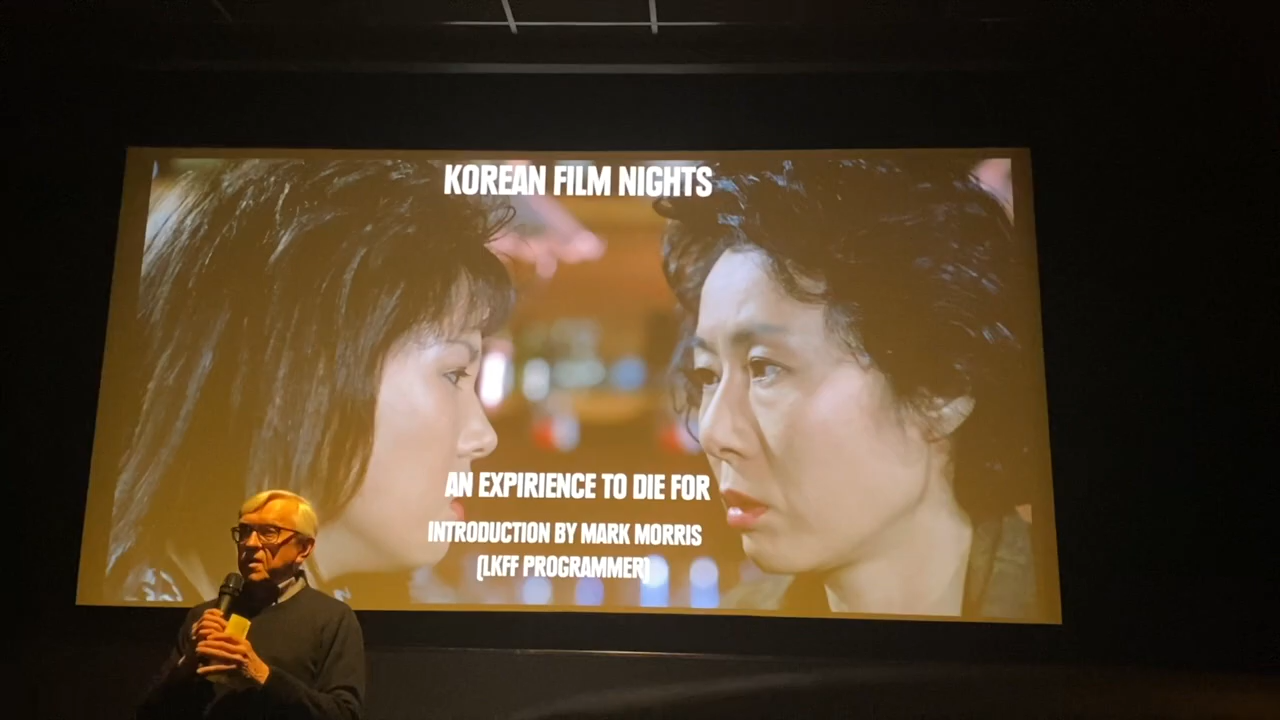 KOREAN FILM NIGHTS
AN EXPIRIENCE TO DIE FOR
INTRODUCTION BY MARK MORRIS
(LKFF PROGRAMMER)